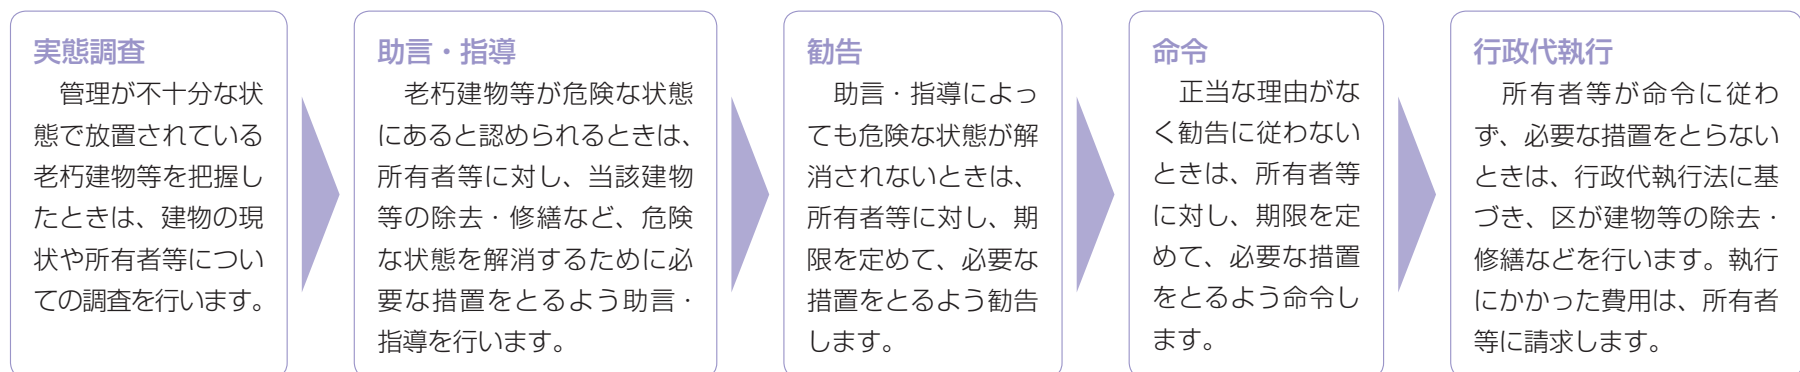 実態調査
　管理が不十分な状
態で放置されている
老朽建物等を把握し
たときは、建物の現
状や所有者等につい
ての調査を行います。
助言・指導
　老朽建物等が危険な状態
にあると認められるときは、
所有者等に対し、当該建物
等の除去・修繕など、危険
な状態を解消するために必
要な措置をとるよう助言・
指導を行います。
勧告
　助言・指導によっ
ても危険な状態が解
消されないときは、
所有者等に対し、期
限を定めて、必要な
措置をとるよう勧告
します。
命令
　正当な理由がな
く勧告に従わない
ときは、所有者等
に対し、期限を定
めて、必要な措置
をとるよう命令し
ます。
行政代執行
　所有者等が命令に従わ
ず、必要な措置をとらない
ときは、行政代執行法に基
づき、区が建物等の除去・
修繕などを行います。執行
にかかった費用は、所有者
等に請求します。